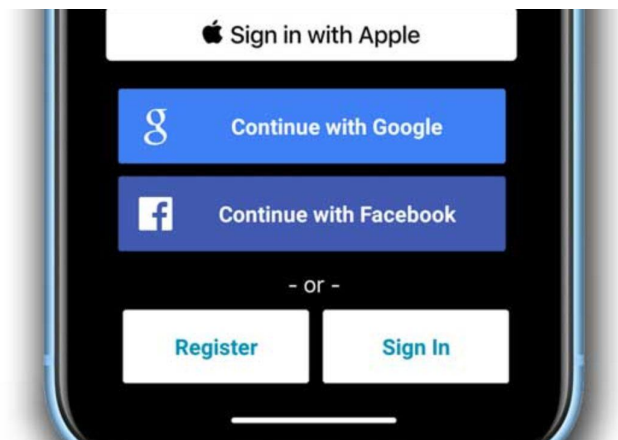 Sign in with Apple
g Continue with Google
f Continue with Facebook
- or -
Register Sign In